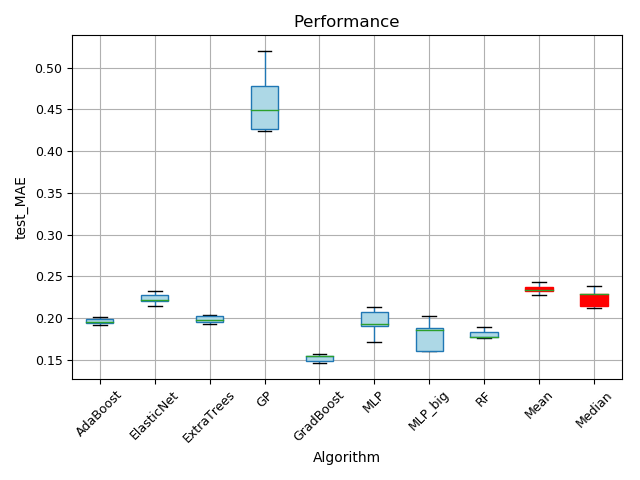 Performance
test_MAE
0.50
0.45
0.40
0.35
0.30
0.25
0.20
0.15
AdaBoost
ElasticNet
ExtraTrees
GP
GradBoost
MLP
MLP_big
RF
Mean
Median
Algorithm